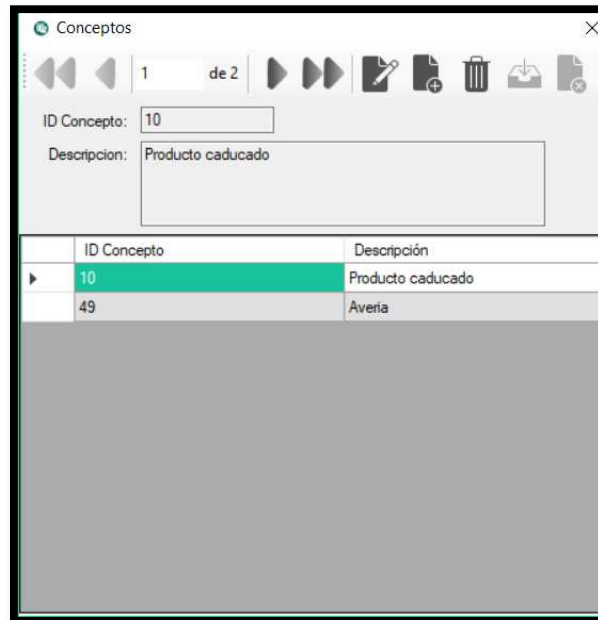 Conceptos
1 de 2
ID Concepto: 10
Descripcion: Producto caducado
ID Concepto Descripción
10 Producto caducado
49 Averia